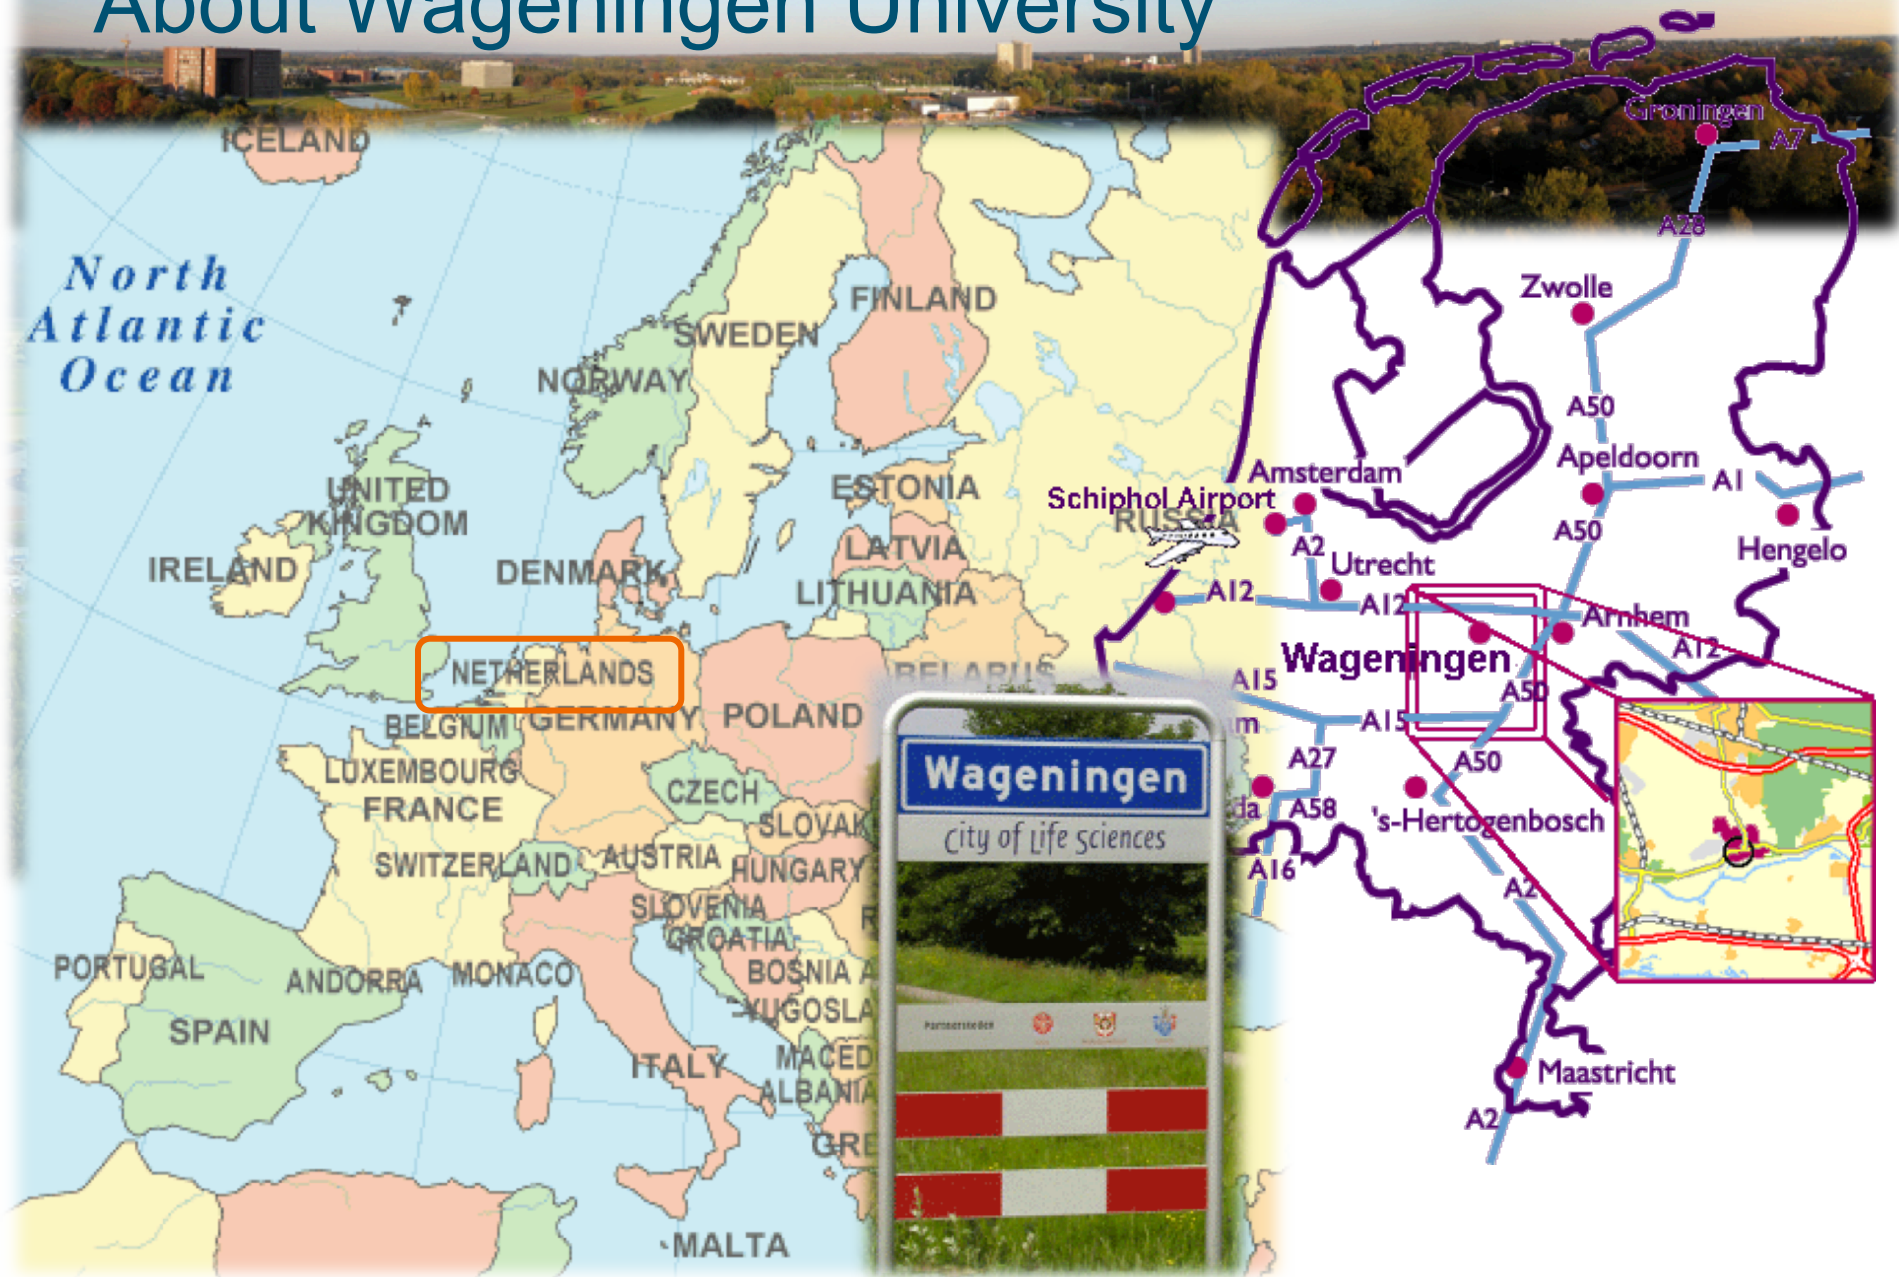 About Wageningen University
ICELAND
North
Atlantic
Ocean
FINLAND
SWEDEN
NORWAY
UNITED
KINGDOM
ESTONIA
RUSSIA
IRELAND
DENMARK
LATVIA
LITHUANIA
NETHERLANDS
BELARUS
BELGIUM
GERMANY
POLAND
LUXEMBOURG
CZECH
FRANCE
SLOVAK
SWITZERLAND
AUSTRIA
HUNGARY
SLOVENIA
CROATIA
PORTUGAL
ANDORRA
MONACO
BOSNIA A
YUGOSLA
SPAIN
ITALY
MACED
ALBANIA
GRE
MALTA
Groningen
A7
A28
Zwolle
A50
Apeldoorn
A1
Amsterdam
Schiphol Airport
A50
Hengelo
A2
Utrecht
A12
A12
Arnhem
A12
Wageningen
A50
A15
m
A15
A27
A50
da
A58
's-Hertogenbosch
A16
A2
Maastricht
A2
Wageningen
City of Life Sciences
Partnersteden